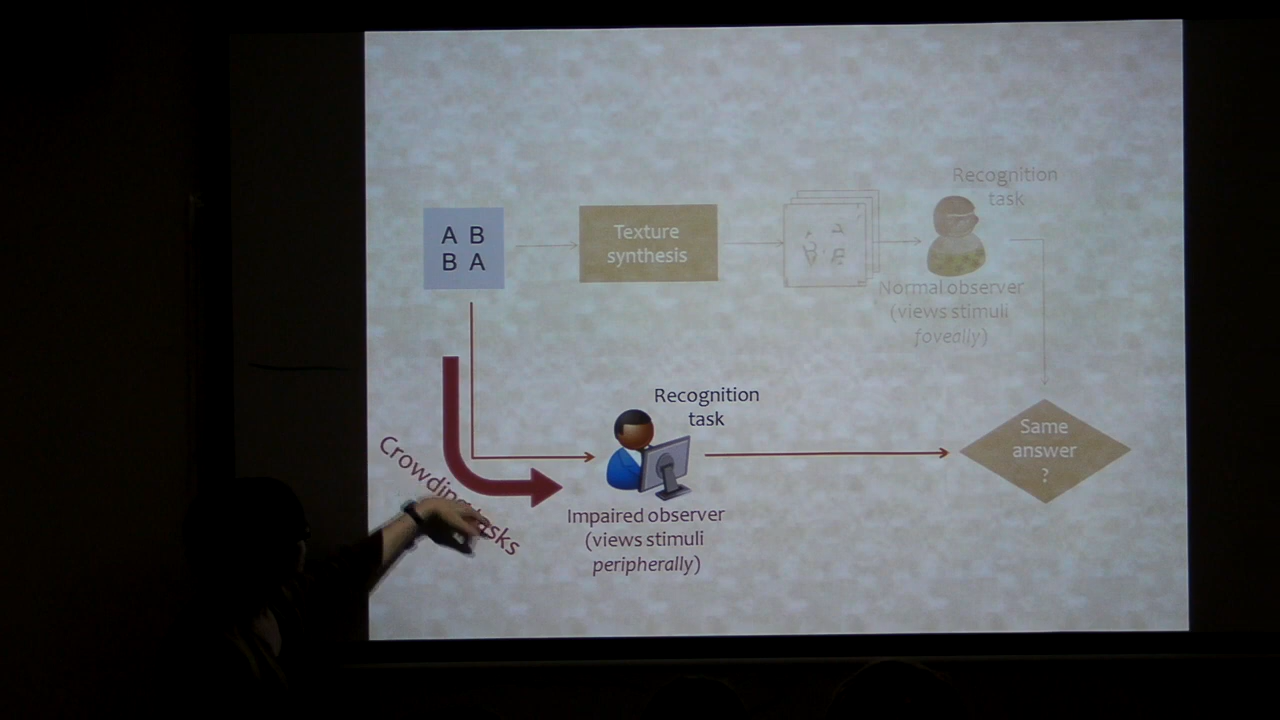 A B
B A
Texture
synthesis
Recognition
task
Normal observer
(views stimuli
foveally)
Recognition
task
Same
answer
?
Crowding tasks
Impaired observer
(views stimuli
peripherally)